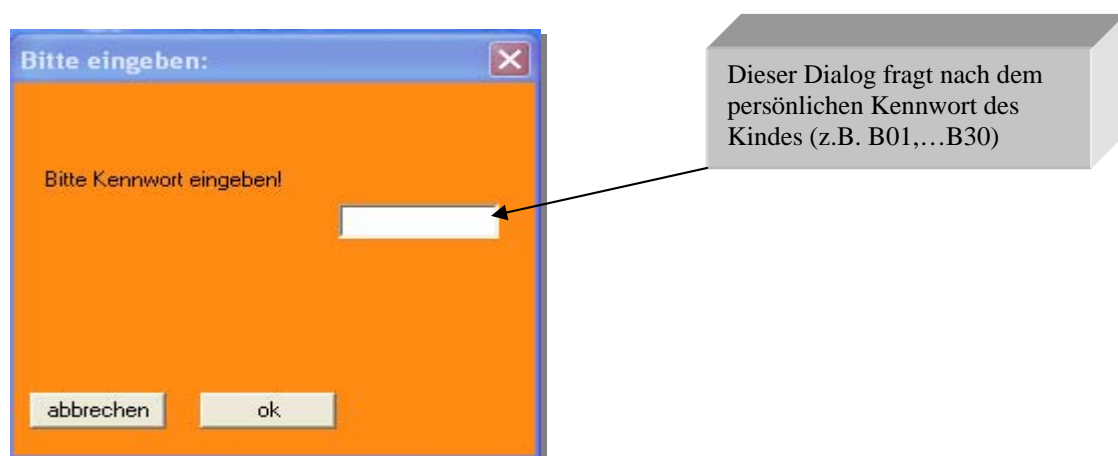 Bitte eingeben:
Bitte Kennwort eingeben!
abbrechen
ok
Dieser Dialog fragt nach dem
persönlichen Kennwort des
Kindes (z.B. B01,…B30)